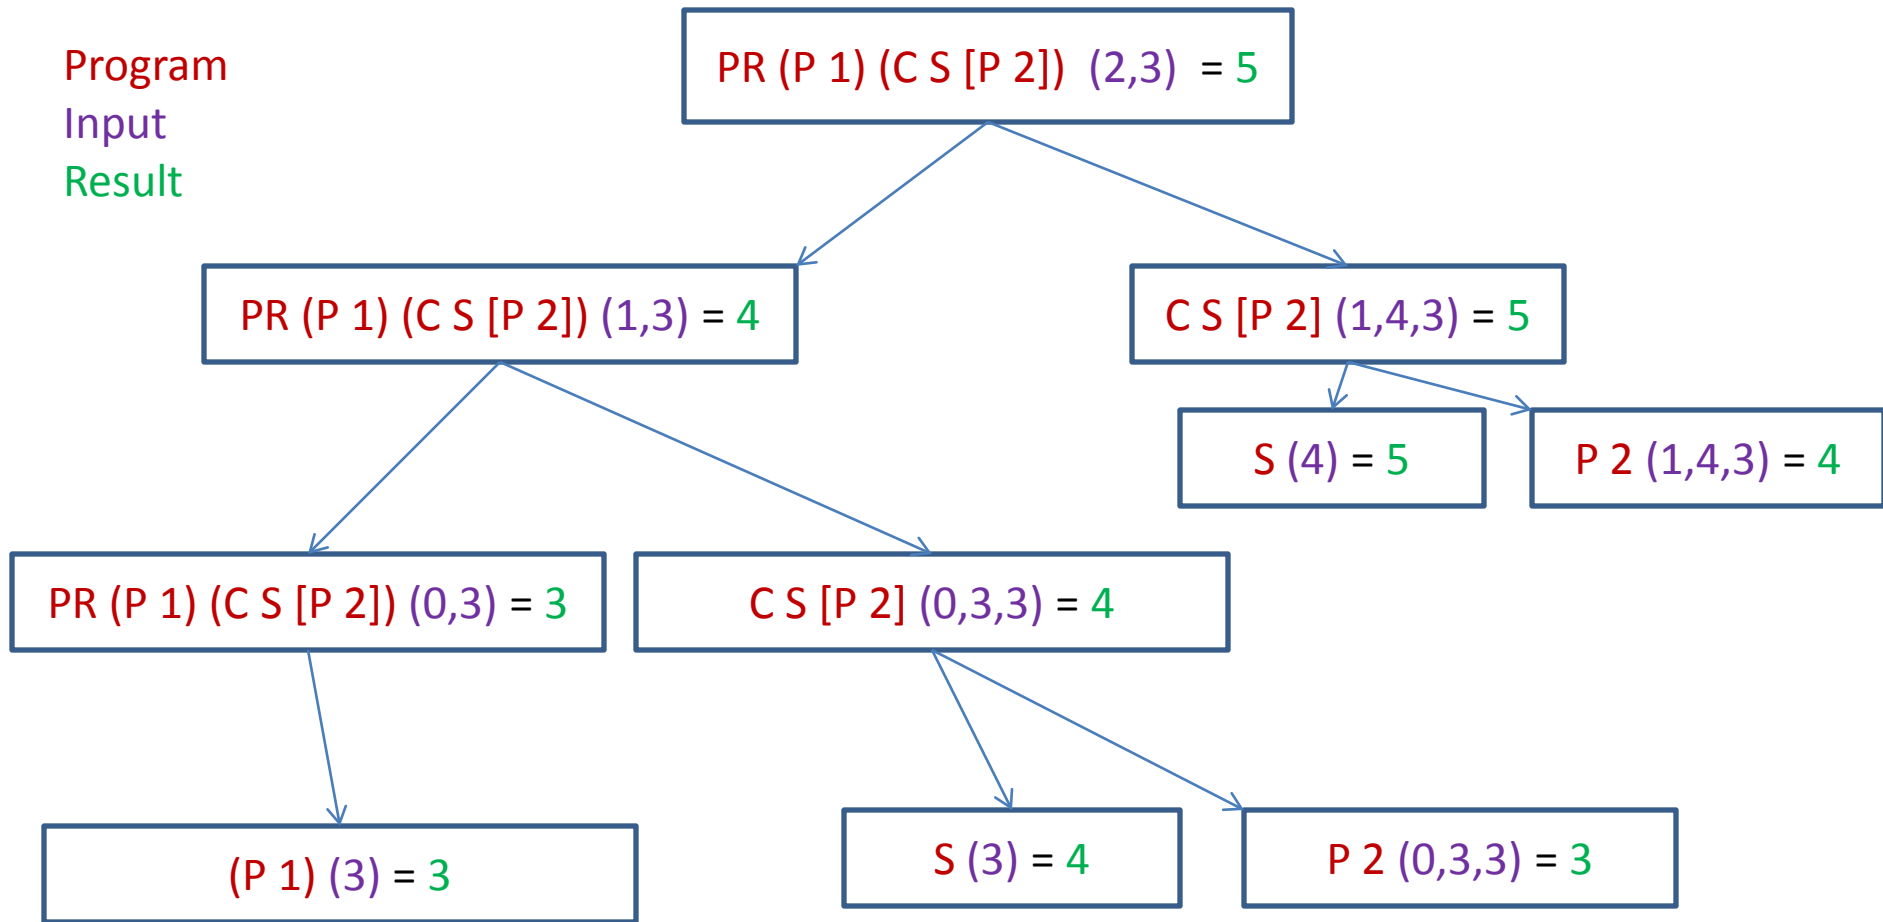 Program
Input
Result
PR (P 1) (C S [P 2]) (2,3) = 5
PR (P 1) (C S [P 2]) (1,3) = 4
C S [P 2] (1,4,3) = 5
S (4) = 5
P 2 (1,4,3) = 4
PR (P 1) (C S [P 2]) (0,3) = 3
C S [P 2] (0,3,3) = 4
(P 1) (3) = 3
S (3) = 4
P 2 (0,3,3) = 3